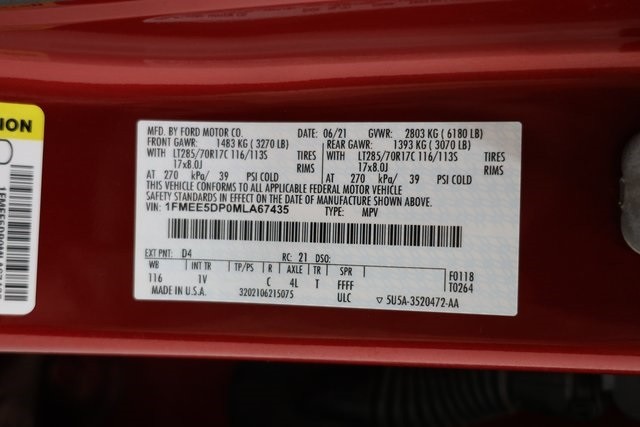 MFD. BY FORD MOTOR CO. DATE: 06/21 GVWR: 2803 KG ( 6180 LB)
FRONT GAWR: 1483 KG ( 3270 LB) REAR GAWR: 1393 KG ( 3070 LB)
WITH LT285/70R17C 116/113S TIRES WITH LT285/70R17C 116/113S TIRES
17x8.0J RIMS 17x8.0J RIMS
AT 270 kPa/ 39 PSI COLD AT 270 kPa/ 39 PSI COLD
THIS VEHICLE CONFORMS TO ALL APPLICABLE FEDERAL MOTOR VEHICLE
SAFETY STANDARDS IN EFFECT ON THE DATE OF MANUFACTURE SHOWN ABOVE.
VIN: 1FMEE5DP0MLA67435 TYPE: MPV
EXT PNT: D4 RC: 21 DSO:
WB INT TR TP/PS R AXLE TR SPR F0118
116 1V C 4L T FFFF T0264
MADE IN U.S.A. 3202106215075 ULC ▽ 5U5A-3520472-AA